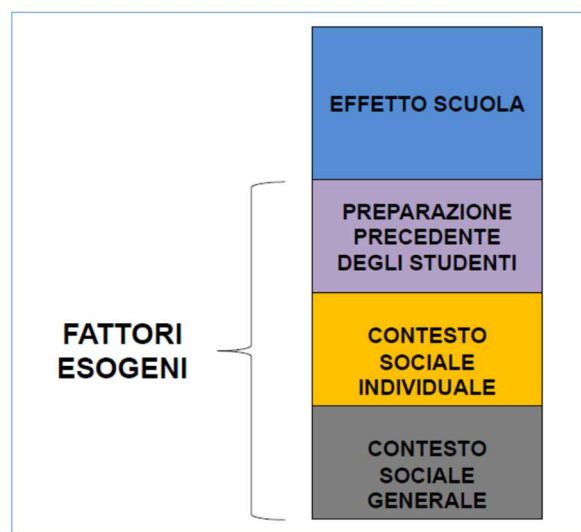 EFFETTO SCUOLA
PREPARAZIONE
PRECEDENTE
DEGLI STUDENTI
FATTORI
ESOGENI
CONTESTO
SOCIALE
INDIVIDUALE
CONTESTO
SOCIALE
GENERALE